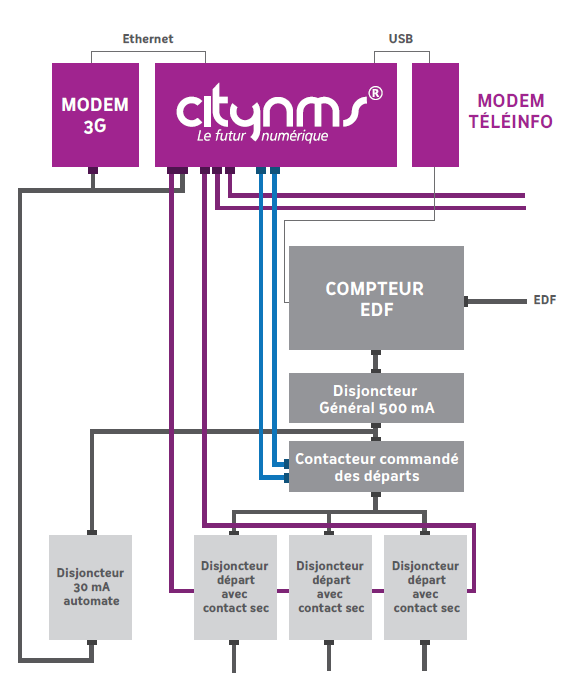 Ethernet
USB
MODEM
3G
citynms®
Le futur numérique
MODEM
TÉLÉINFO
COMPTEUR
EDF
EDF
Disjoncteur
Général 500 mA
Contacteur commandé
des départs
Disjoncteur
30 mA
automate
Disjoncteur
départ
avec
contact sec
Disjoncteur
départ
avec
contact sec
Disjoncteur
départ
avec
contact sec